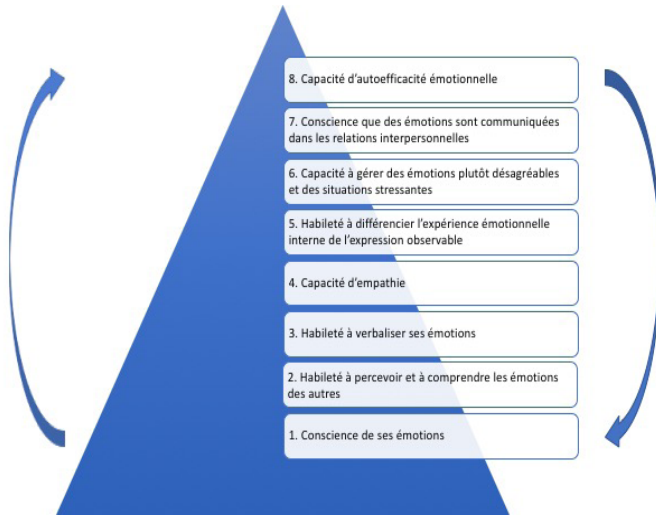 8. Capacité d'autoefficacité émotionnelle
7. Conscience que des émotions sont communiquées
dans les relations interpersonnelles
6. Capacité à gérer des émotions plutôt désagréables
et des situations stressantes
5. Habileté à différencier l'expérience émotionnelle
interne de l'expression observable
4. Capacité d'empathie
3. Habileté à verbaliser ses émotions
2. Habileté à percevoir et à comprendre les émotions
des autres
1. Conscience de ses émotions